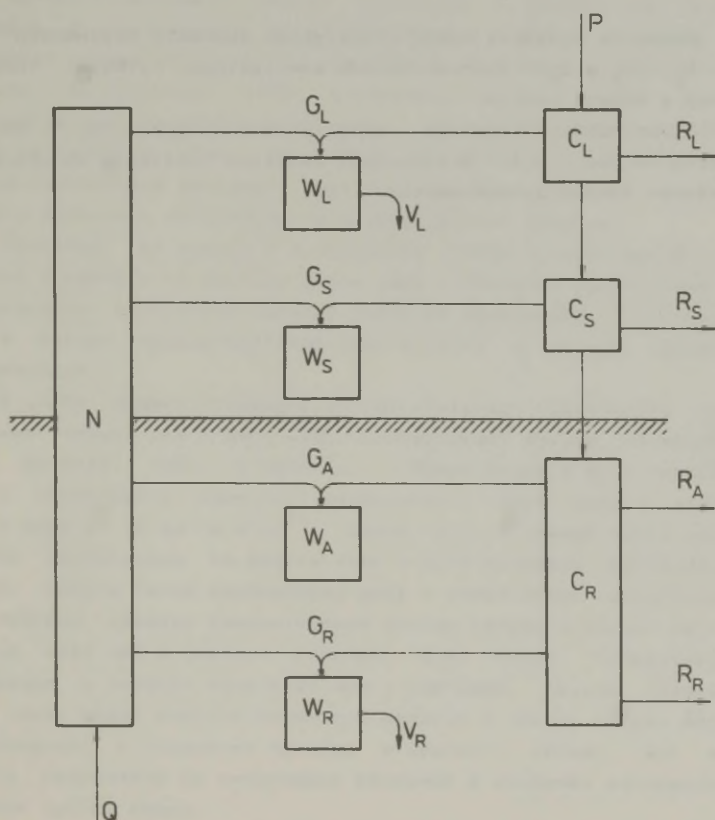 P
G_L
C_L
R_L
W_L
V_L
G_S
C_S
R_S
W_S
N
G_A
R_A
W_A
C_R
G_R
R_R
W_R
V_R
Q